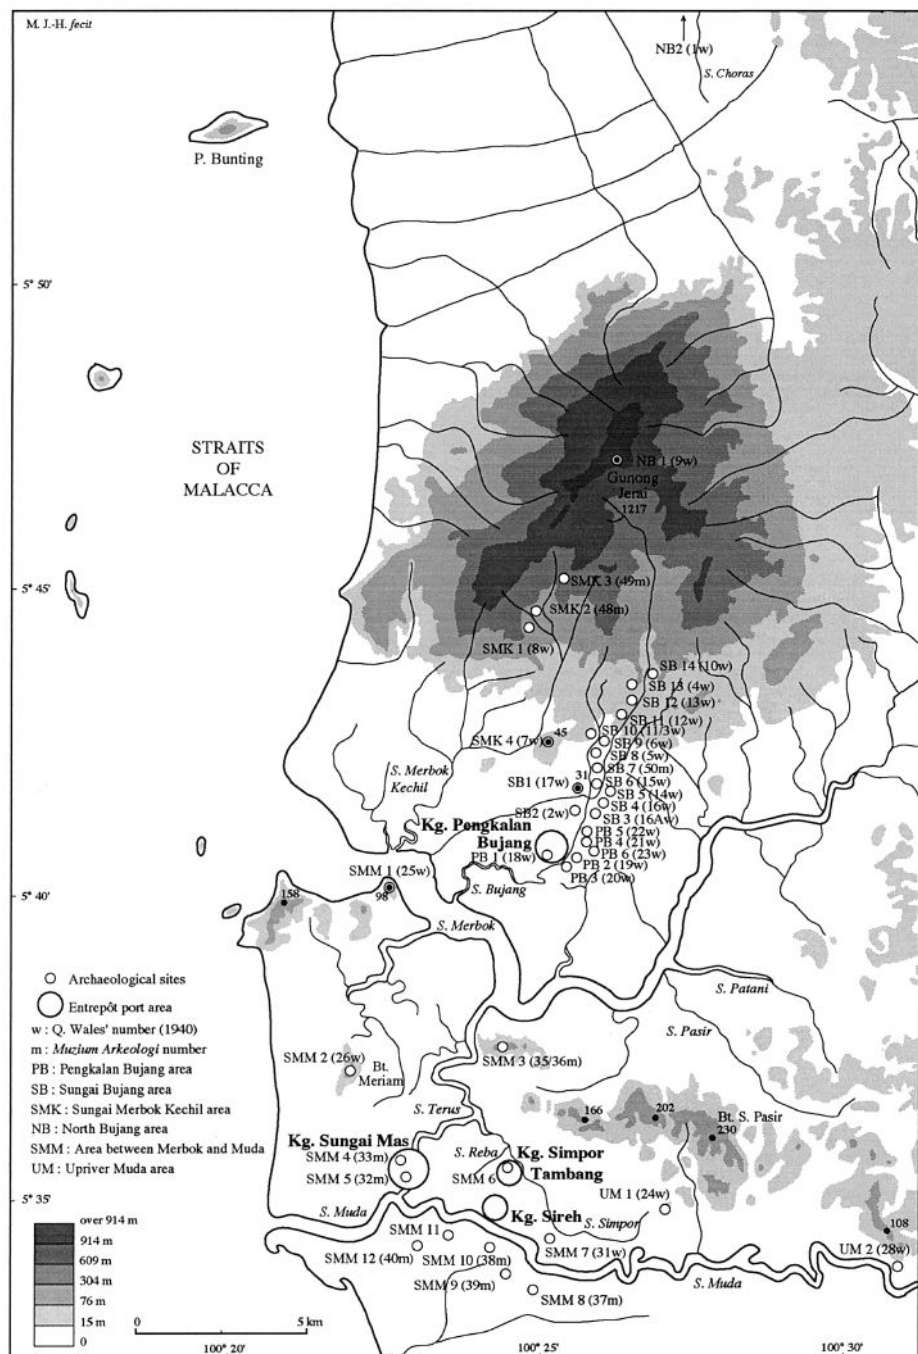 M. J.-H. fecit
NB2 (1w)
S. Choras
P. Bunting
5° 50'
STRAITS
OF
MALACCA
NB 1 (9w)
Gunong
Jerai
1217
5° 45'
SMK 3 (49m)
SMK 2 (48m)
SMK 1 (8w)
SB 14 (10w)
SB 13 (4w)
SB 12 (13w)
SB 11 (12w)
SB 10 (11/3w)
45
SMK 4 (7w)
SB 9 (6w)
SB 8 (5w)
SB 7 (50m)
S. Merbok
Kechil
31
SB1 (17w)
SB 6 (15w)
SB 5 (14w)
SB2 (2w)
SB 4 (16w)
SB 3 (16Aw)
Kg. Pengkalan
Bujang
PB 5 (22w)
PB 4 (21w)
PB 1 (18w)
PB 6 (23w)
PB 2 (19w)
PB 3 (20w)
SMM 1 (25w)
98
S. Bujang
5° 40'
158
S. Merbok
Archaeological sites
Entrepôt port area
w : Q. Wales' number (1940)
m : Muzium Arkeologi number
PB : Pengkalan Bujang area
SB : Sungai Bujang area
SMK : Sungai Merbok Kechil area
NB : North Bujang area
SMM : Area between Merbok and Muda
UM : Upriver Muda area
S. Patani
S. Pasir
SMM 2 (26w)
Bt.
Meriam
SMM 3 (35/36m)
S. Terus
166
202
Bt. S. Pasir
230
Kg. Sungai Mas
SMM 4 (33m)
SMM 5 (32m)
S. Reba
Kg. Simpor
Tambang
SMM 6
5° 35'
UM 1 (24w)
S. Muda
Kg. Sireh
S. Simpor
108
UM 2 (28w)
SMM 11
SMM 12 (40m)
SMM 10 (38m)
SMM 7 (31w)
SMM 9 (39m)
SMM 8 (37m)
S. Muda
over 914 m
914 m
609 m
304 m
76 m
15 m
0
0
5 km
100° 20'
100° 25'
100° 30'